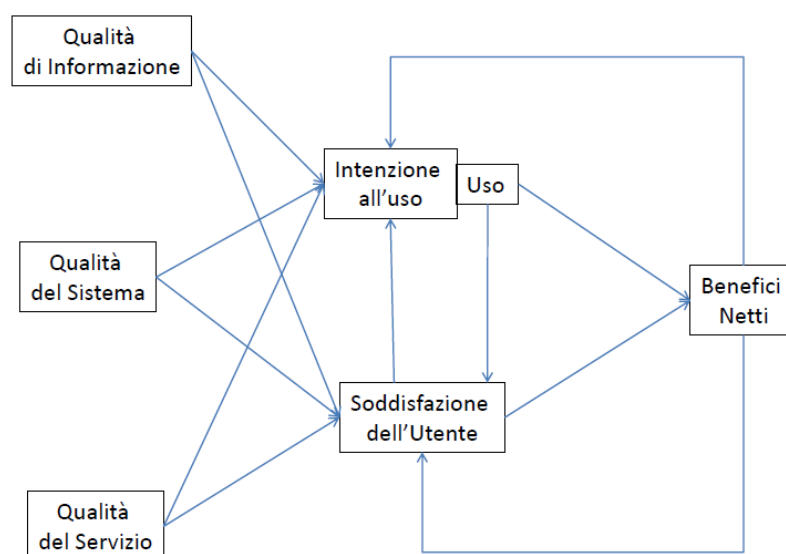 Qualità
di Informazione
Intenzione
all'uso
Uso
Qualità
del Sistema
Benefici
Netti
Soddisfazione
dell'Utente
Qualità
del Servizio